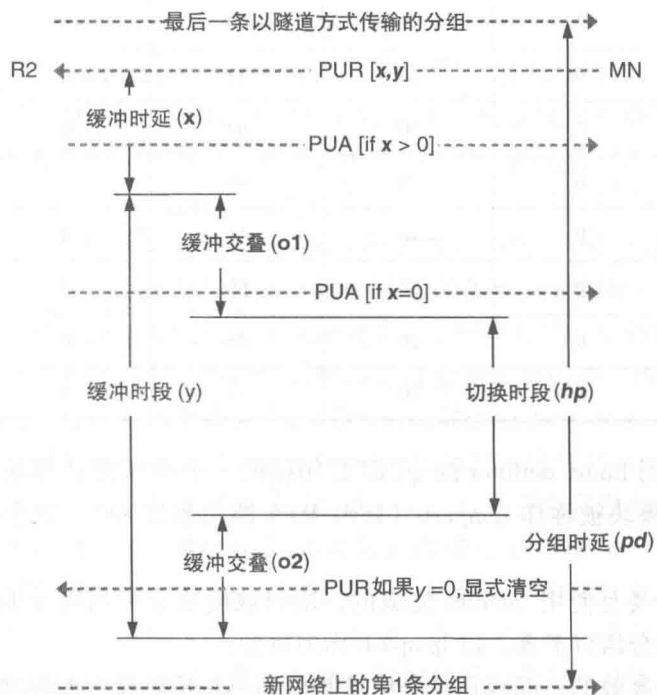 最后一条以隧道方式传输的分组
R2 PUR [x,y] MN
缓冲时延 (x)
PUA [if x > 0]
缓冲交叠 (o1)
PUA [if x=0]
缓冲时段 (y) 切换时段 (hp)
缓冲交叠 (o2) 分组时延 (pd)
PUR如果y =0,显式清空
新网络上的第1条分组